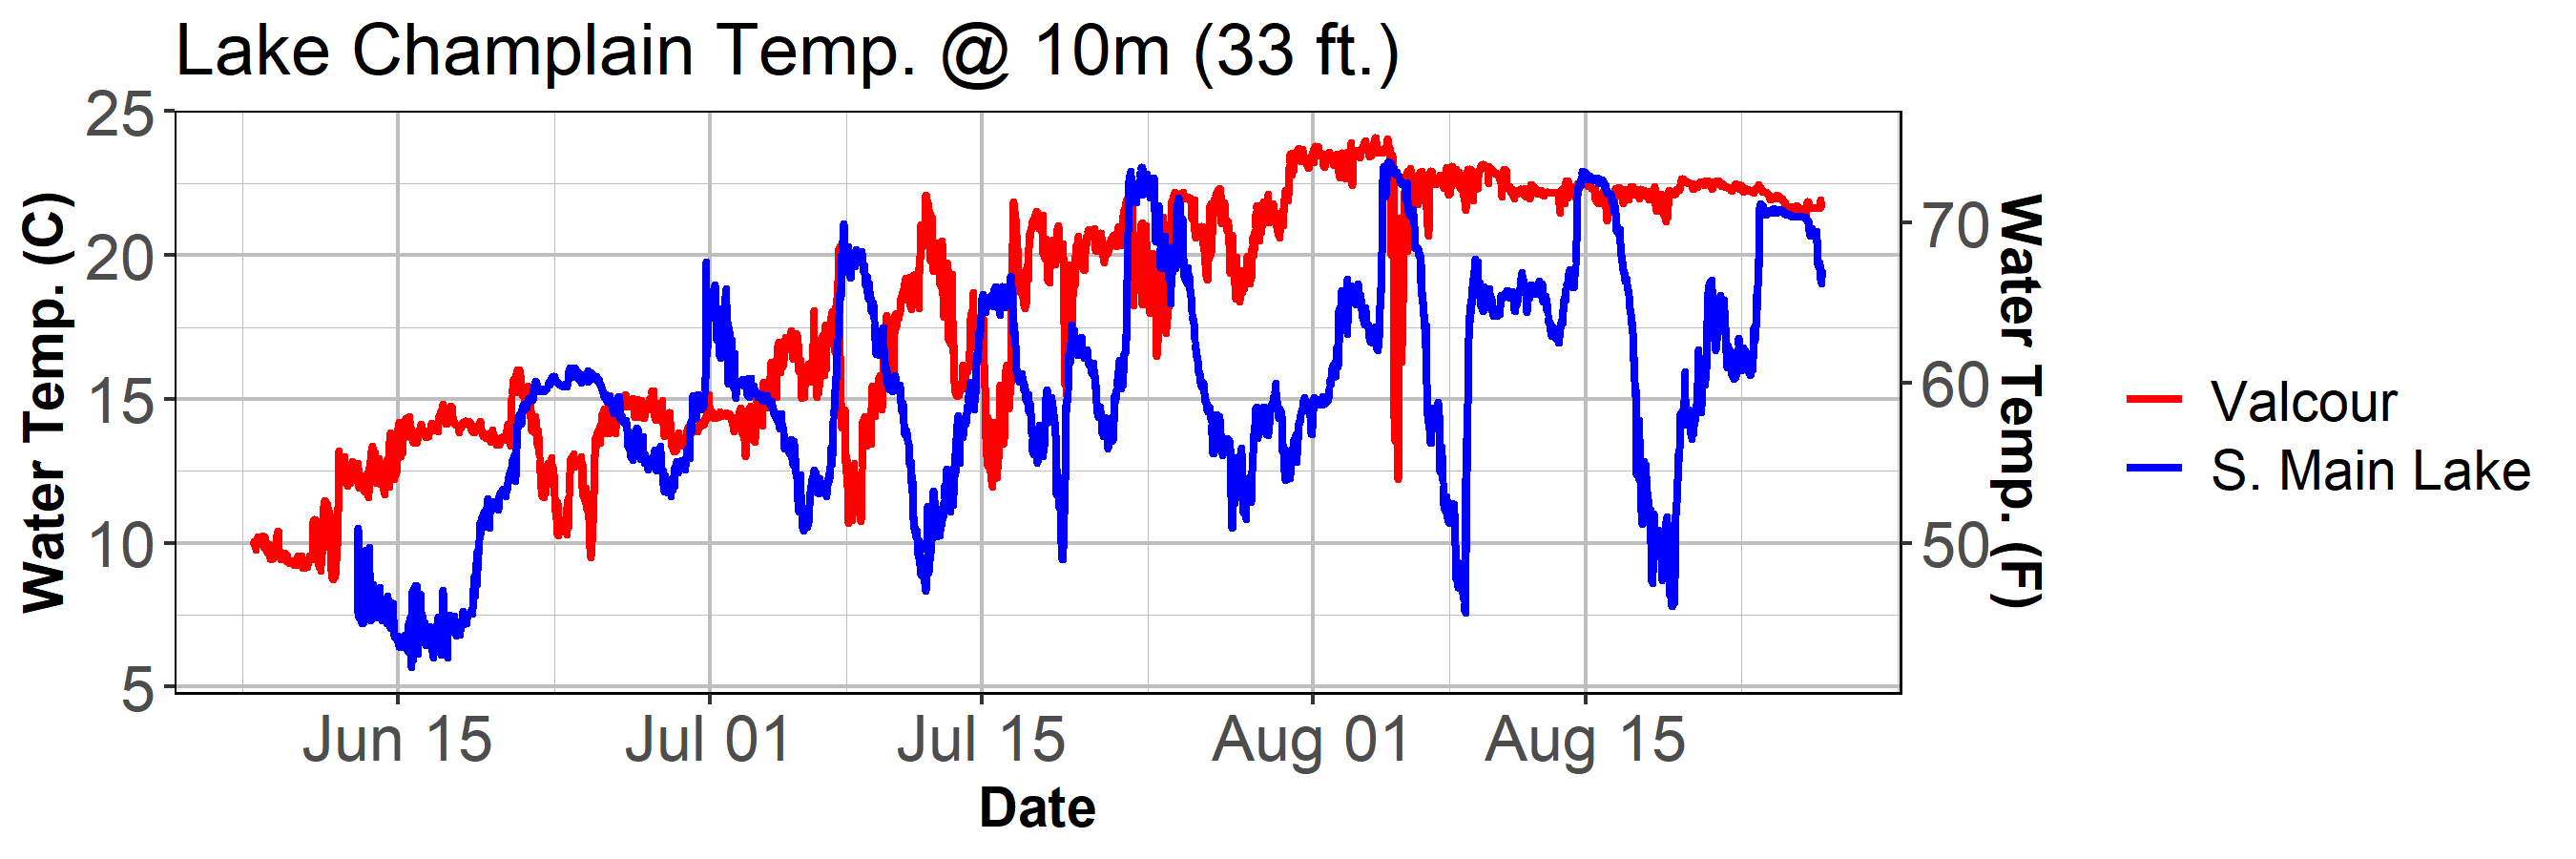 Lake Champlain Temp. @ 10m (33 ft.)
Water Temp. (C)
25
20
15
10
5
70
60
50
Water Temp. (F)
Jun 15
Jul 01
Jul 15
Aug 01
Aug 15
Date
Valcour
S. Main Lake